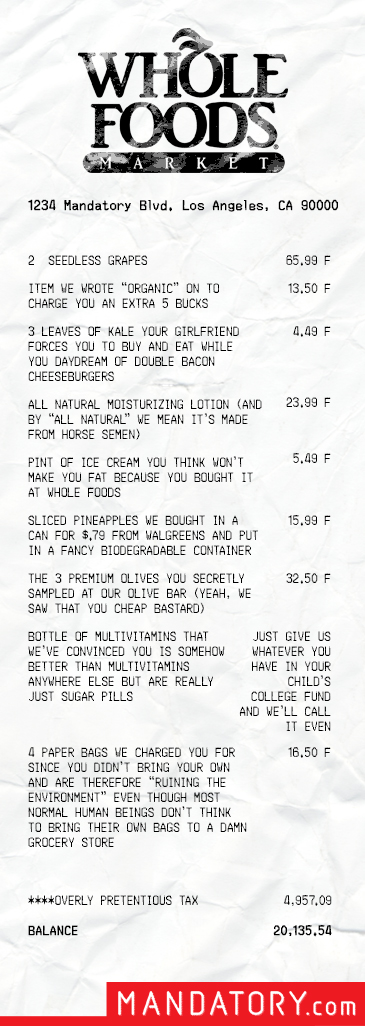 WHOLE
FOODS
MARKET
1234 Mandatory Blvd, Los Angeles, CA 90000
2 SEEDLESS GRAPES 65.99 F
ITEM WE WROTE “ORGANIC” ON TO 13.50 F
CHARGE YOU AN EXTRA 5 BUCKS
3 LEAVES OF KALE YOUR GIRLFRIEND 4.49 F
FORCES YOU TO BUY AND EAT WHILE
YOU DAYDREAM OF DOUBLE BACON
CHEESEBURGERS
ALL NATURAL MOISTURIZING LOTION (AND 23.99 F
BY “ALL NATURAL” WE MEAN IT'S MADE
FROM HORSE SEMEN)
PINT OF ICE CREAM YOU THINK WON'T 5.49 F
MAKE YOU FAT BECAUSE YOU BOUGHT IT
AT WHOLE FOODS
SLICED PINEAPPLES WE BOUGHT IN A 15.99 F
CAN FOR $.79 FROM WALGREENS AND PUT
IN A FANCY BIODEGRADABLE CONTAINER
THE 3 PREMIUM OLIVES YOU SECRETLY 32.50 F
SAMPLED AT OUR OLIVE BAR (YEAH, WE
SAW THAT YOU CHEAP BASTARD)
BOTTLE OF MULTIVITAMINS THAT JUST GIVE US
WE'VE CONVINCED YOU IS SOMEHOW WHATEVER YOU
BETTER THAN MULTIVITAMINS HAVE IN YOUR
ANYWHERE ELSE BUT ARE REALLY CHILD'S
JUST SUGAR PILLS COLLEGE FUND
AND WE'LL CALL
IT EVEN
4 PAPER BAGS WE CHARGED YOU FOR 16.50 F
SINCE YOU DIDN'T BRING YOUR OWN
AND ARE THEREFORE “RUINING THE
ENVIRONMENT” EVEN THOUGH MOST
NORMAL HUMAN BEINGS DON'T THINK
TO BRING THEIR OWN BAGS TO A DAMN
GROCERY STORE
****OVERLY PRETENTIOUS TAX 4,957.09
BALANCE 20,135.54
MANDATORY.com